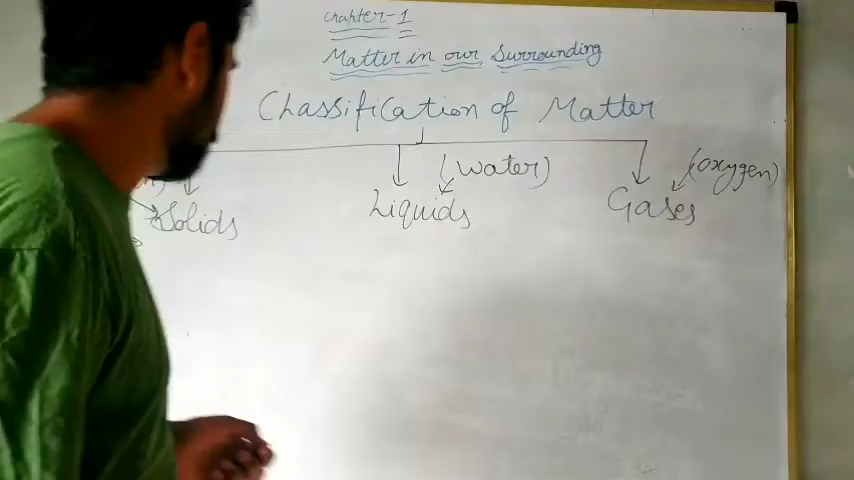 Chapter-1
Matter in our Surrounding
Classification of Matter
(water)
(oxygen)
Solids
Liquids
Gases